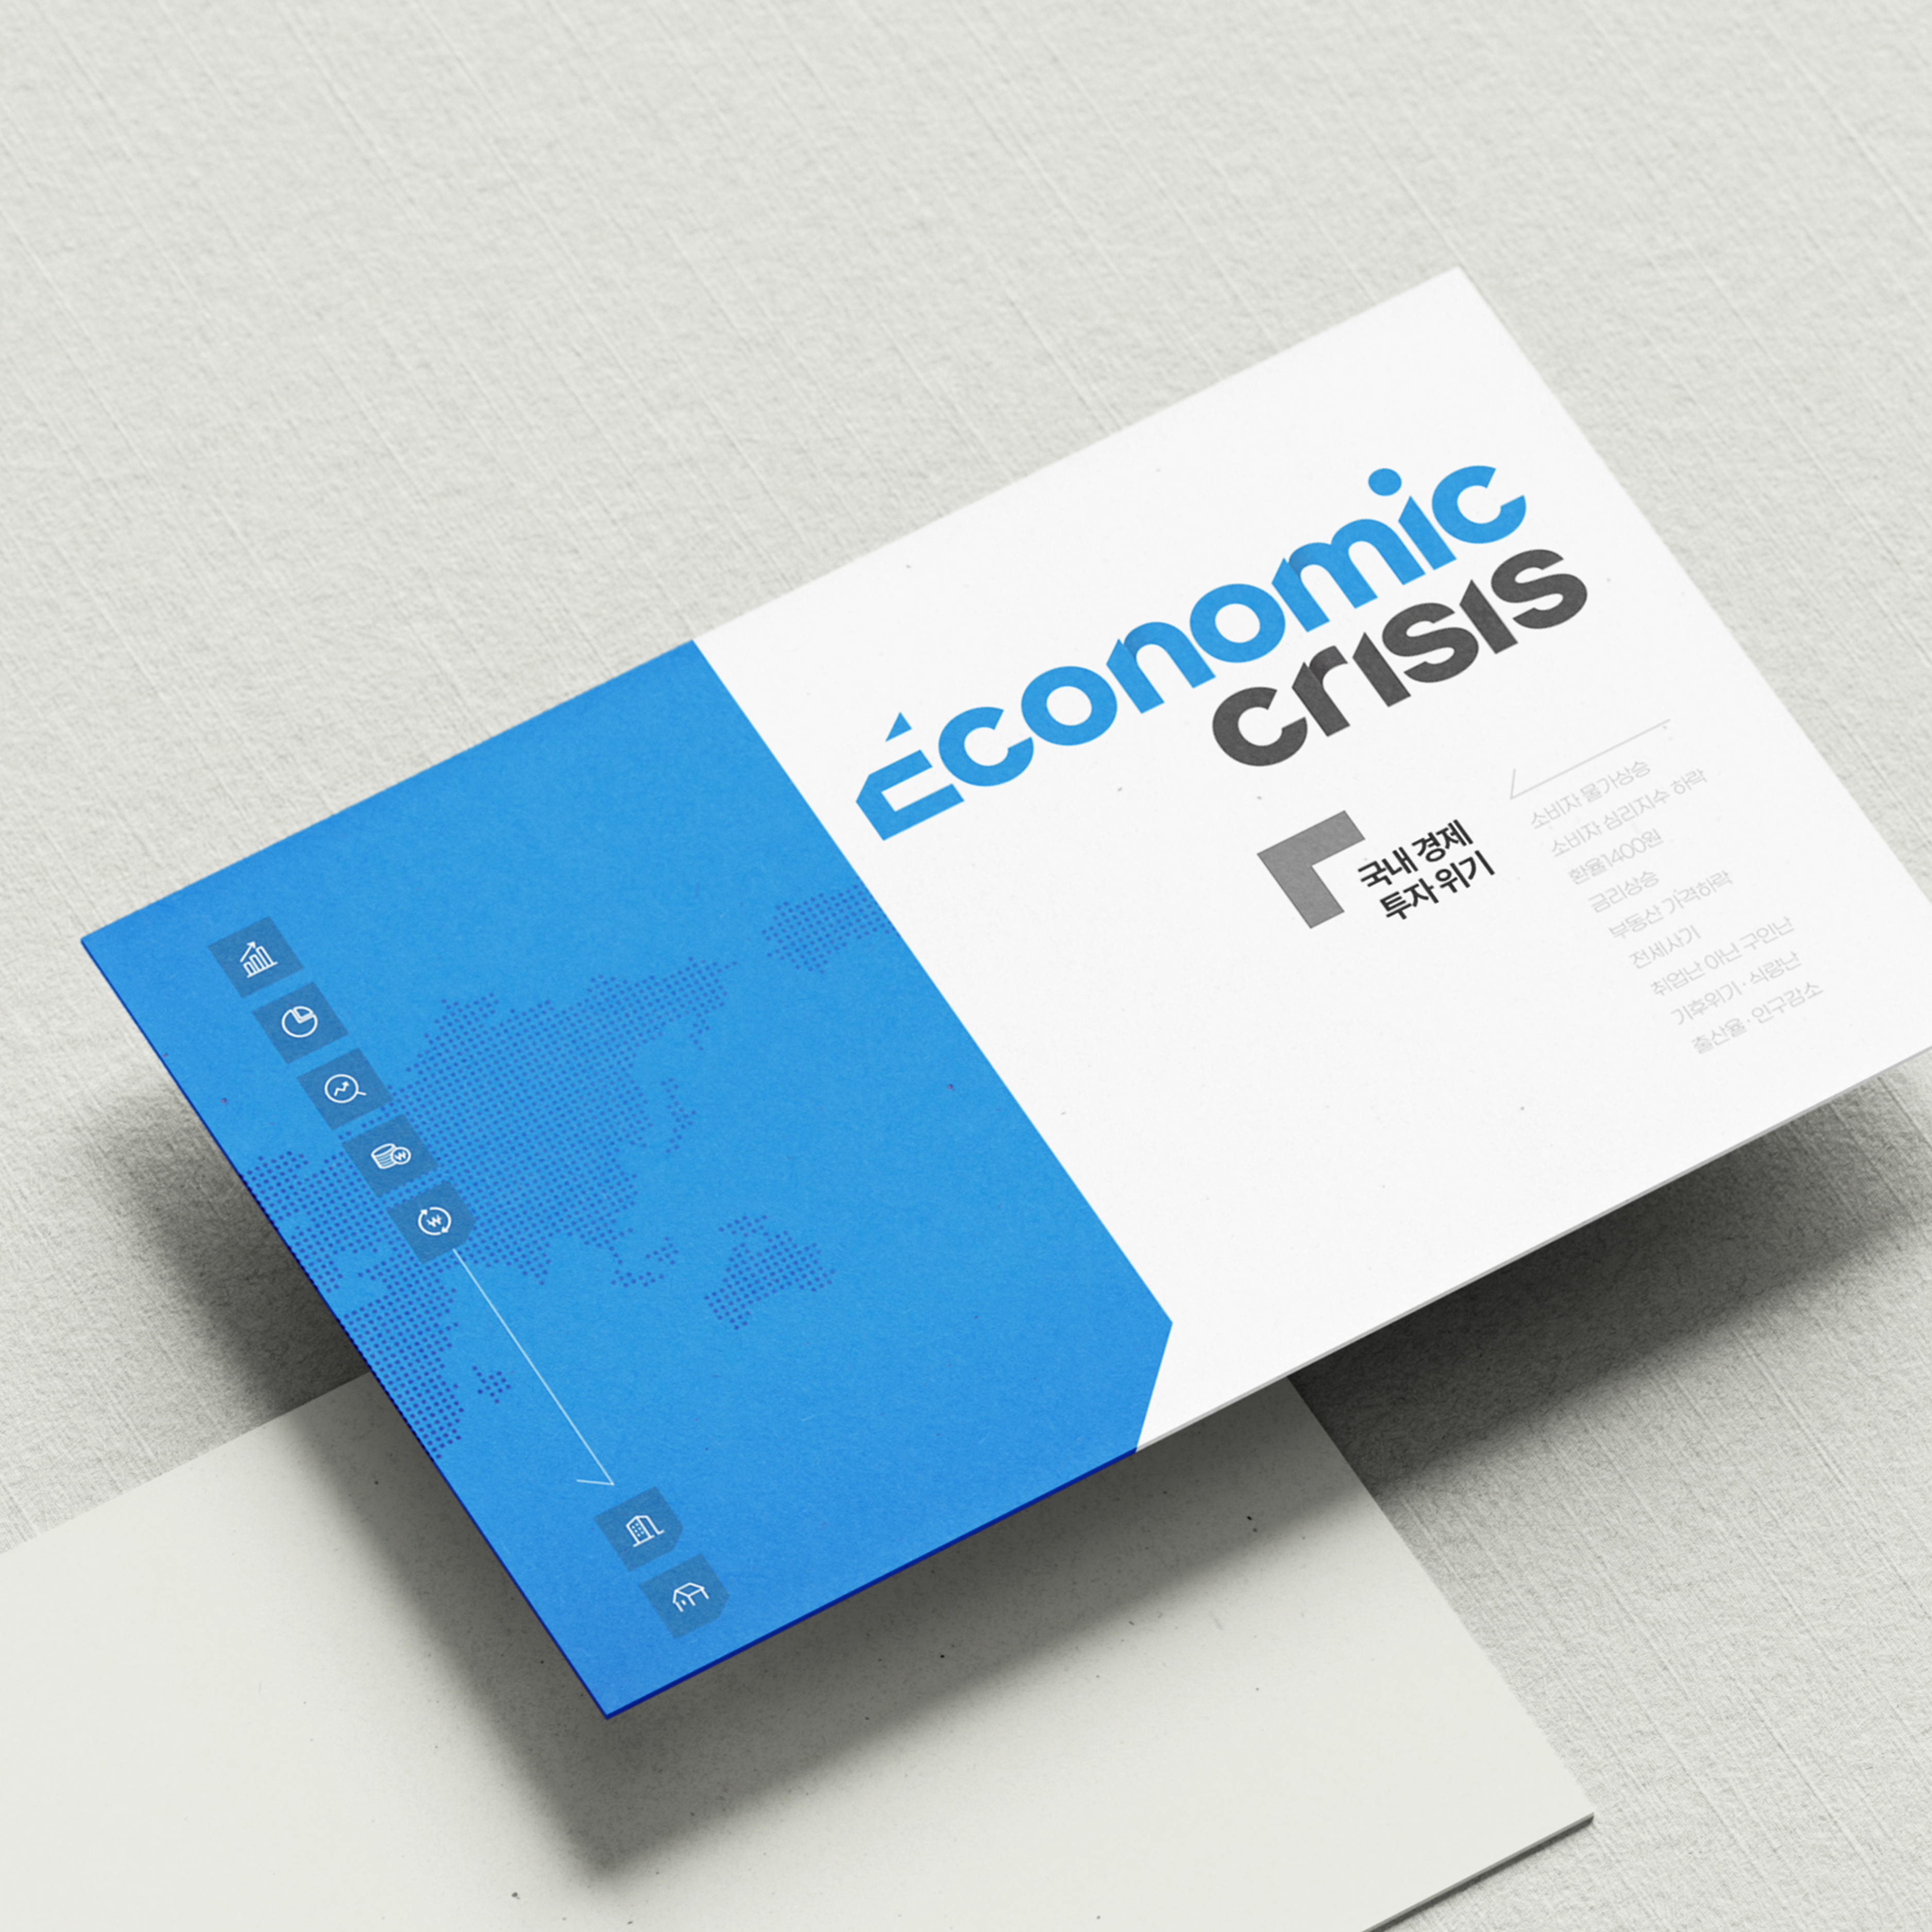 Économic
crisis
국내 경제
투자 위기
소비자 물가상승
소비자 심리지수 하락
환율1400원
금리상승
부동산 가격하락
전세사기
취업난 아닌 구인난
기후위기 · 식량난
출산율 · 인구감소